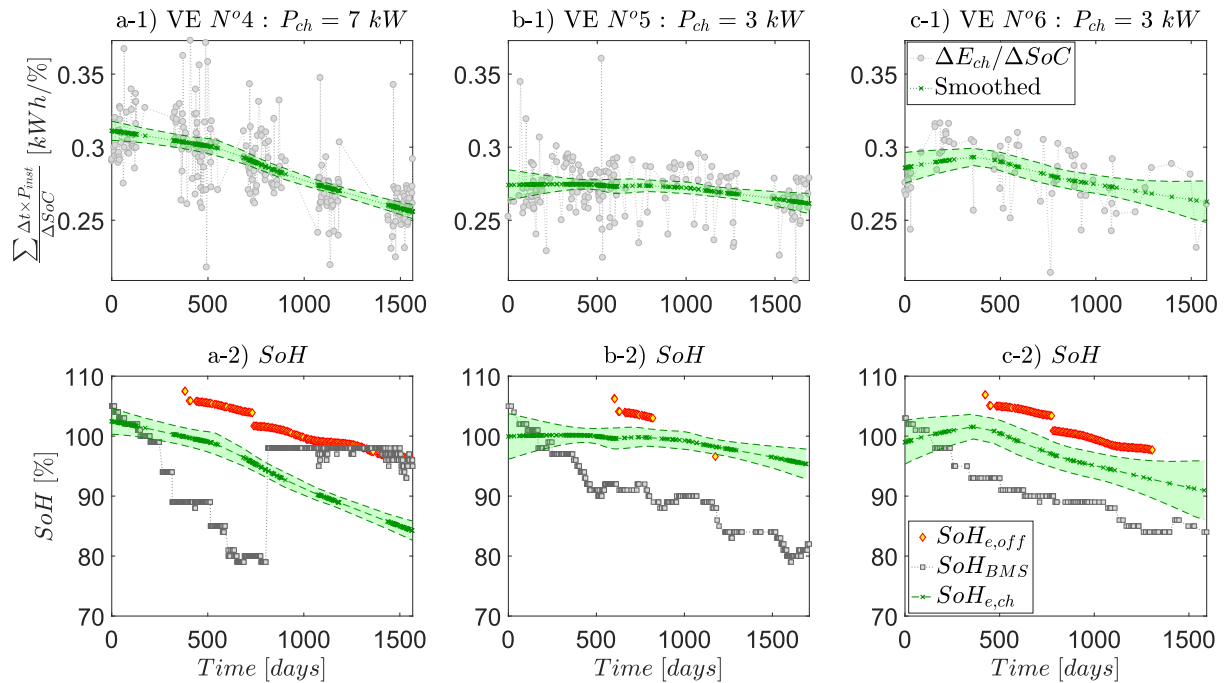 a-1) VE N°4 : P_ch = 7 kW
b-1) VE N°5 : P_ch = 3 kW
c-1) VE N°6 : P_ch = 3 kW
∑ Δt×P_inst / ΔSoC [kWh/%]
0.35
0.3
0.25
0 500 1000 1500
0.35
0.3
0.25
0 500 1000 1500
0.35
0.3
0.25
0 500 1000 1500
ΔE_ch/ΔSoC
Smoothed
a-2) SoH
b-2) SoH
c-2) SoH
SoH [%]
110
100
90
80
70
0 500 1000 1500
Time [days]
110
100
90
80
70
0 500 1000 1500
Time [days]
110
100
90
80
70
0 500 1000 1500
Time [days]
SoH_e,off
SoH_BMS
SoH_e,ch